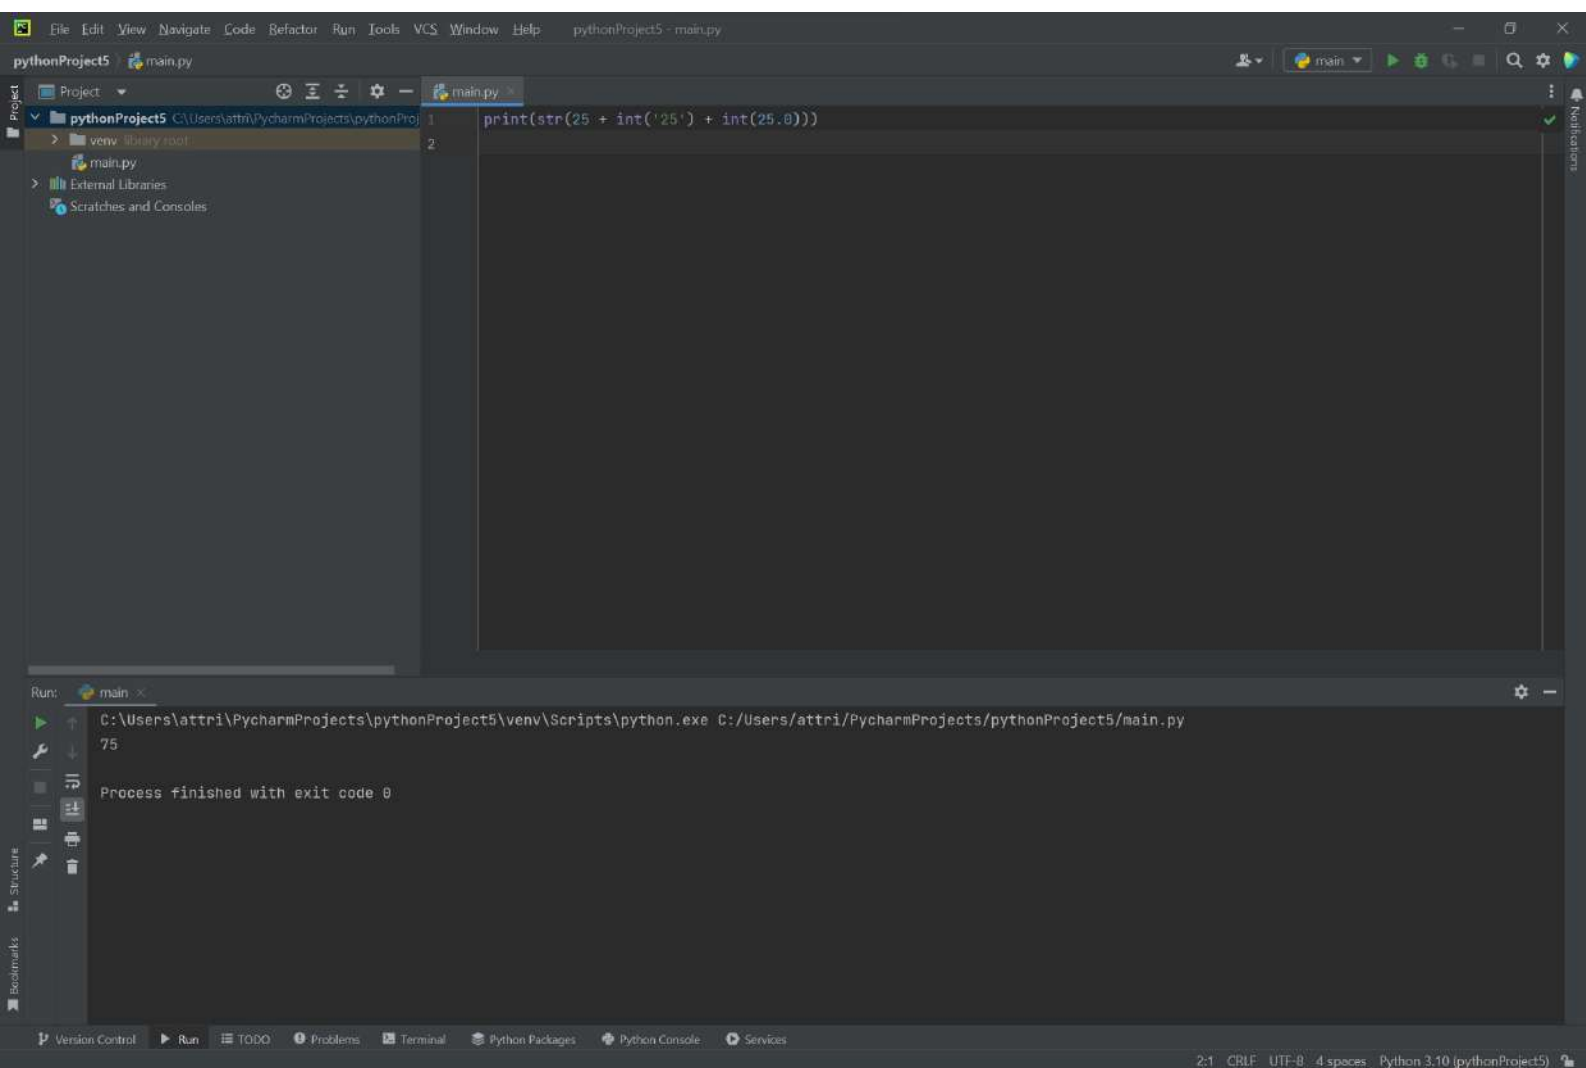 File Edit View Navigate Code Refactor Run Tools VCS Window Help pythonProject5 - main.py
pythonProject5 main.py
main
Project
main.py
pythonProject5 C:\Users\attri\PycharmProjects\pythonProj
venv library root
main.py
External Libraries
Scratches and Consoles
1 print(str(25 + int('25') + int(25.0)))
2
Project
Notifications
Run: main
C:\Users\attri\PycharmProjects\pythonProject5\venv\Scripts\python.exe C:/Users/attri/PycharmProjects/pythonProject5/main.py
75
Process finished with exit code 0
Structure
Bookmarks
Version Control Run TODO Problems Terminal Python Packages Python Console Services
2:1 CRLF UTF-8 4 spaces Python 3.10 (pythonProject5)